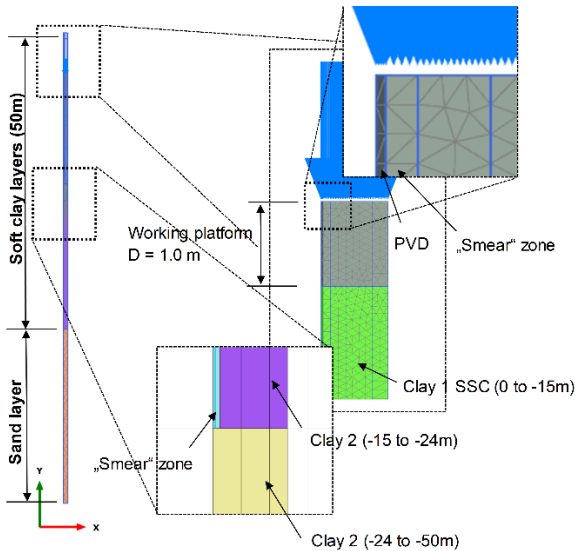 Soft clay layers (50m)
Sand layer
Y
X
Working platform
D = 1.0 m
PVD
„Smear“ zone
Clay 1 SSC (0 to -15m)
Clay 2 (-15 to -24m)
„Smear“ zone
Clay 2 (-24 to -50m)